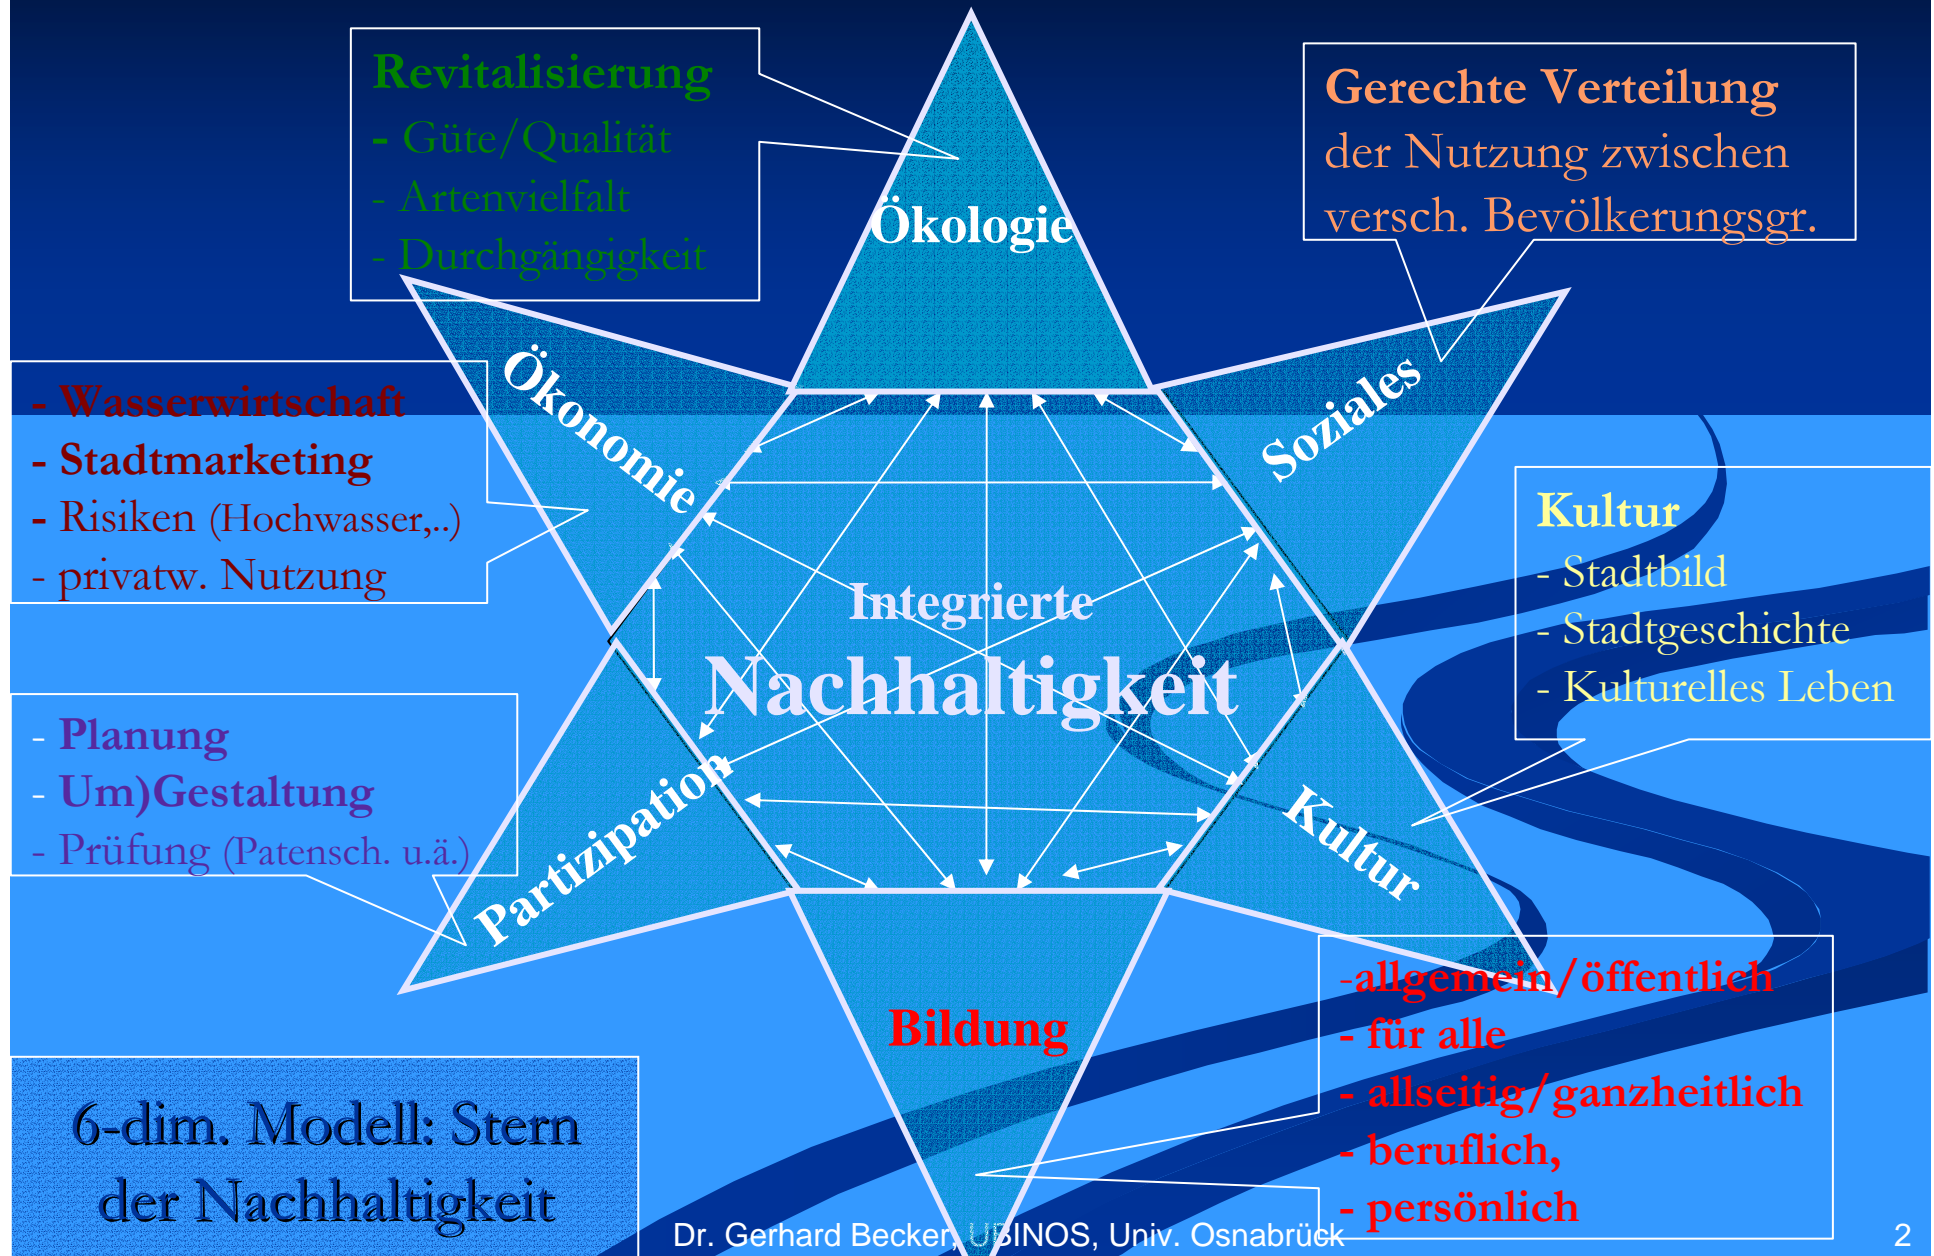 Revitalisierung
- Güte/Qualität
- Artenvielfalt
- Durchgängigkeit
Gerechte Verteilung
der Nutzung zwischen
versch. Bevölkerungsgr.
Ökologie
Ökonomie
Soziales
- Wasserwirtschaft
- Stadtmarketing
- Risiken (Hochwasser,..)
- privatw. Nutzung
Kultur
- Stadtbild
- Stadtgeschichte
- Kulturelles Leben
Integrierte
Nachhaltigkeit
- Planung
- Um)Gestaltung
- Prüfung (Patensch. u.ä.)
Partizipation
Kultur
Bildung
-allgemein/öffentlich
- für alle
- allseitig/ganzheitlich
- beruflich,
- persönlich
6-dim. Modell: Stern
der Nachhaltigkeit
Dr. Gerhard Becker, UBINOS, Univ. Osnabrück
2